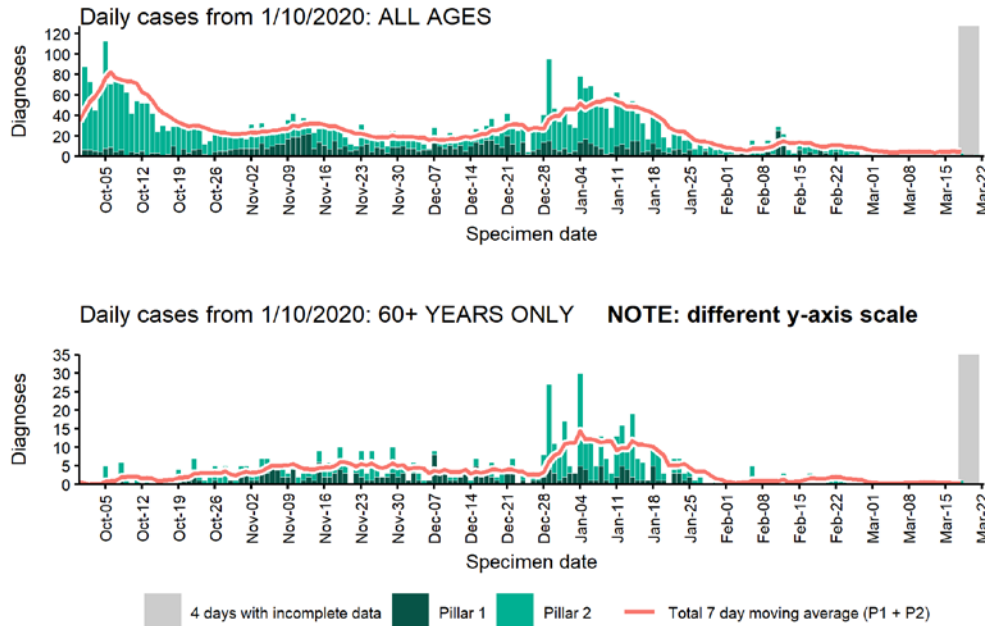 Daily cases from 1/10/2020: ALL AGES
120
100
80
60
40
20
0
Diagnoses
Oct-05
Oct-12
Oct-19
Oct-26
Nov-02
Nov-09
Nov-16
Nov-23
Nov-30
Dec-07
Dec-14
Dec-21
Dec-28
Jan-04
Jan-11
Jan-18
Jan-25
Feb-01
Feb-08
Feb-15
Feb-22
Mar-01
Mar-08
Mar-15
Mar-22
Specimen date
Daily cases from 1/10/2020: 60+ YEARS ONLY NOTE: different y-axis scale
35
30
25
20
15
10
5
0
Diagnoses
Oct-05
Oct-12
Oct-19
Oct-26
Nov-02
Nov-09
Nov-16
Nov-23
Nov-30
Dec-07
Dec-14
Dec-21
Dec-28
Jan-04
Jan-11
Jan-18
Jan-25
Feb-01
Feb-08
Feb-15
Feb-22
Mar-01
Mar-08
Mar-15
Mar-22
Specimen date
4 days with incomplete data Pillar 1 Pillar 2 Total 7 day moving average (P1 + P2)